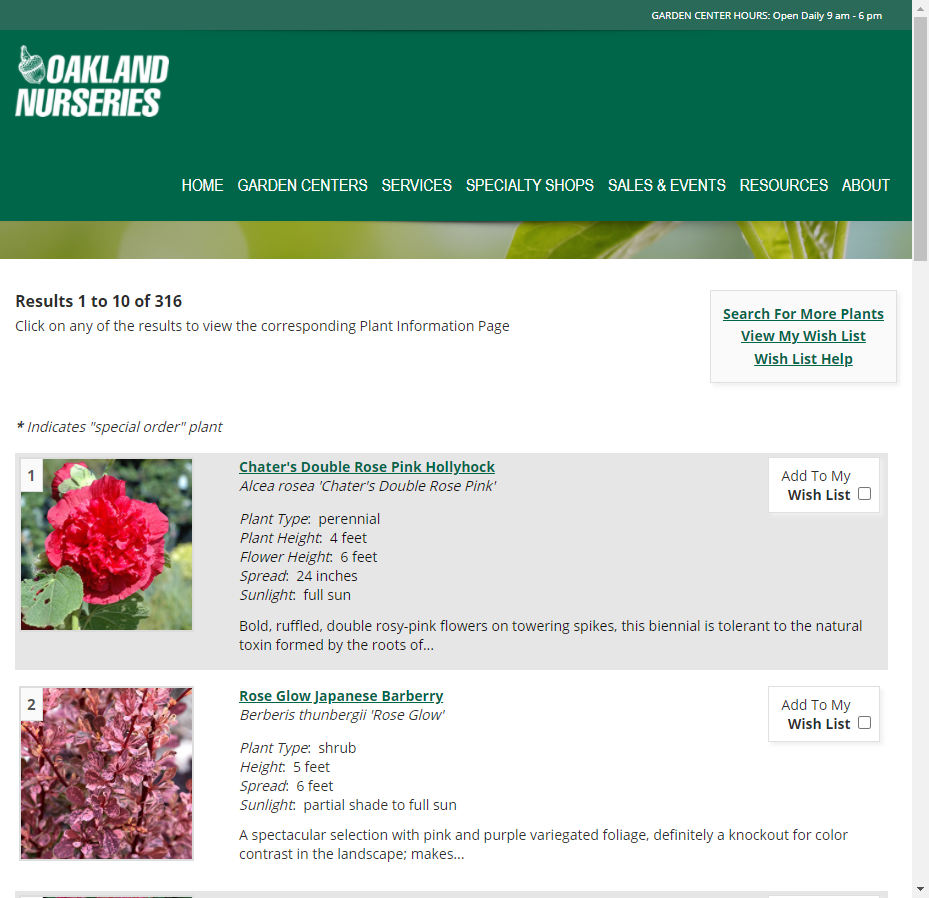 GARDEN CENTER HOURS: Open Daily 9 am - 6 pm
OAKLAND
NURSERIES
HOME GARDEN CENTERS SERVICES SPECIALTY SHOPS SALES & EVENTS RESOURCES ABOUT
Results 1 to 10 of 316
Click on any of the results to view the corresponding Plant Information Page
Search For More Plants
View My Wish List
Wish List Help
* Indicates "special order" plant
1
Chater's Double Rose Pink Hollyhock
Alcea rosea 'Chater's Double Rose Pink'
Plant Type: perennial
Plant Height: 4 feet
Flower Height: 6 feet
Spread: 24 inches
Sunlight: full sun
Bold, ruffled, double rosy-pink flowers on towering spikes, this biennial is tolerant to the natural
toxin formed by the roots of...
Add To My
Wish List
2
Rose Glow Japanese Barberry
Berberis thunbergii 'Rose Glow'
Plant Type: shrub
Height: 5 feet
Spread: 6 feet
Sunlight: partial shade to full sun
A spectacular selection with pink and purple variegated foliage, definitely a knockout for color
contrast in the landscape; makes...
Add To My
Wish List